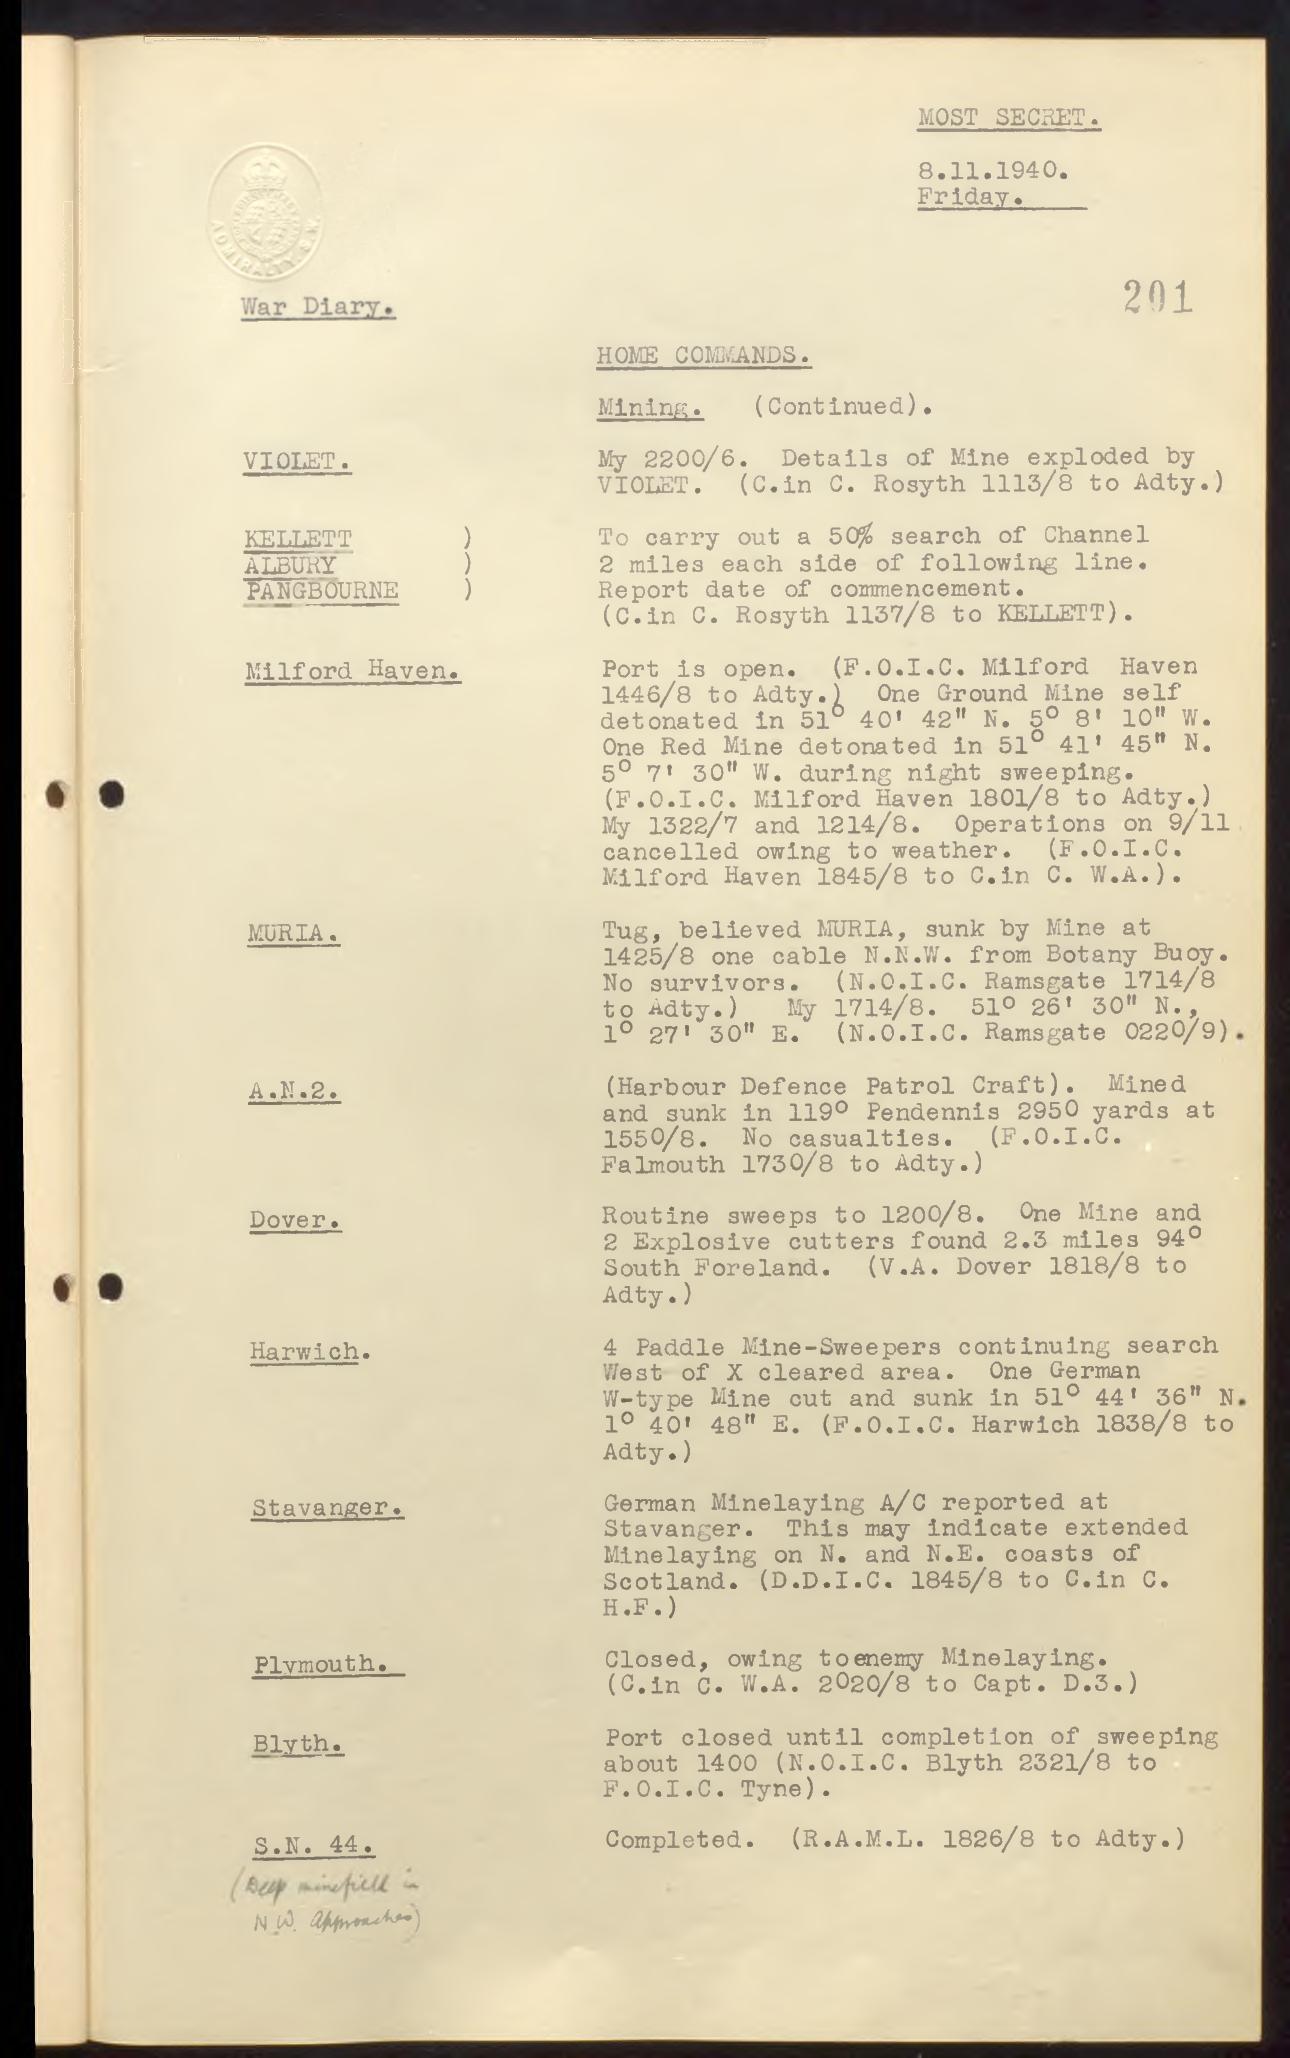 MOST SECRET.
8.11.1940.
Friday.
ADMIRALTY. S.W.
War Diary.
201
HOME COMMANDS.
Mining. (Continued).
VIOLET.
My 2200/6. Details of Mine exploded by
VIOLET. (C.in C. Rosyth 1113/8 to Adty.)
KELLETT )
ALBURY )
PANGBOURNE )
To carry out a 50% search of Channel
2 miles each side of following line.
Report date of commencement.
(C.in C. Rosyth 1137/8 to KELLETT).
Milford Haven.
Port is open. (F.O.I.C. Milford Haven
1446/8 to Adty.) One Ground Mine self
detonated in 51° 40' 42" N. 5° 8' 10" W.
One Red Mine detonated in 51° 41' 45" N.
5° 7' 30" W. during night sweeping.
(F.O.I.C. Milford Haven 1801/8 to Adty.)
My 1322/7 and 1214/8. Operations on 9/11
cancelled owing to weather. (F.O.I.C.
Milford Haven 1845/8 to C.in C. W.A.).
MURIA.
Tug, believed MURIA, sunk by Mine at
1425/8 one cable N.N.W. from Botany Buoy.
No survivors. (N.O.I.C. Ramsgate 1714/8
to Adty.) My 1714/8. 51° 26' 30" N.,
1° 27' 30" E. (N.O.I.C. Ramsgate 0220/9).
A.N.2.
(Harbour Defence Patrol Craft). Mined
and sunk in 119° Pendennis 2950 yards at
1550/8. No casualties. (F.O.I.C.
Falmouth 1730/8 to Adty.)
Dover.
Routine sweeps to 1200/8. One Mine and
2 Explosive cutters found 2.3 miles 94°
South Foreland. (V.A. Dover 1818/8 to
Adty.)
Harwich.
4 Paddle Mine-Sweepers continuing search
West of X cleared area. One German
W-type Mine cut and sunk in 51° 44' 36" N.
1° 40' 48" E. (F.O.I.C. Harwich 1838/8 to
Adty.)
Stavanger.
German Minelaying A/C reported at
Stavanger. This may indicate extended
Minelaying on N. and N.E. coasts of
Scotland. (D.D.I.C. 1845/8 to C.in C.
H.F.)
Plymouth.
Closed, owing to enemy Minelaying.
(C.in C. W.A. 2020/8 to Capt. D.3.)
Blyth.
Port closed until completion of sweeping
about 1400 (N.O.I.C. Blyth 2321/8 to
F.O.I.C. Tyne).
S.N. 44.
Completed. (R.A.M.L. 1826/8 to Adty.)
(Deep minefield in
N.W. Approaches)